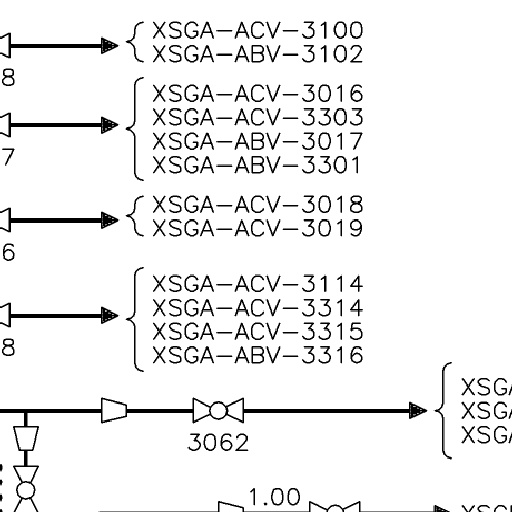 XSGA-ACV-3100
XSGA-ABV-3102
8
XSGA-ACV-3016
XSGA-ACV-3303
XSGA-ABV-3017
XSGA-ABV-3301
7
XSGA-ACV-3018
XSGA-ACV-3019
6
XSGA-ACV-3114
XSGA-ACV-3314
XSGA-ACV-3315
XSGA-ABV-3316
8
XSGA
XSGA
XSGA
3062
1.00